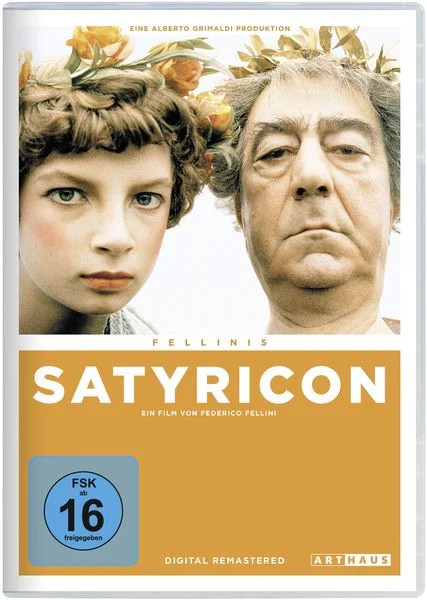 EINE ALBERTO GRIMALDI PRODUKTION
FELLINIS
SATYRICON
EIN FILM VON FEDERICO FELLINI
FSK
ab
16
freigegeben
DIGITAL REMASTERED
ARTHAUS